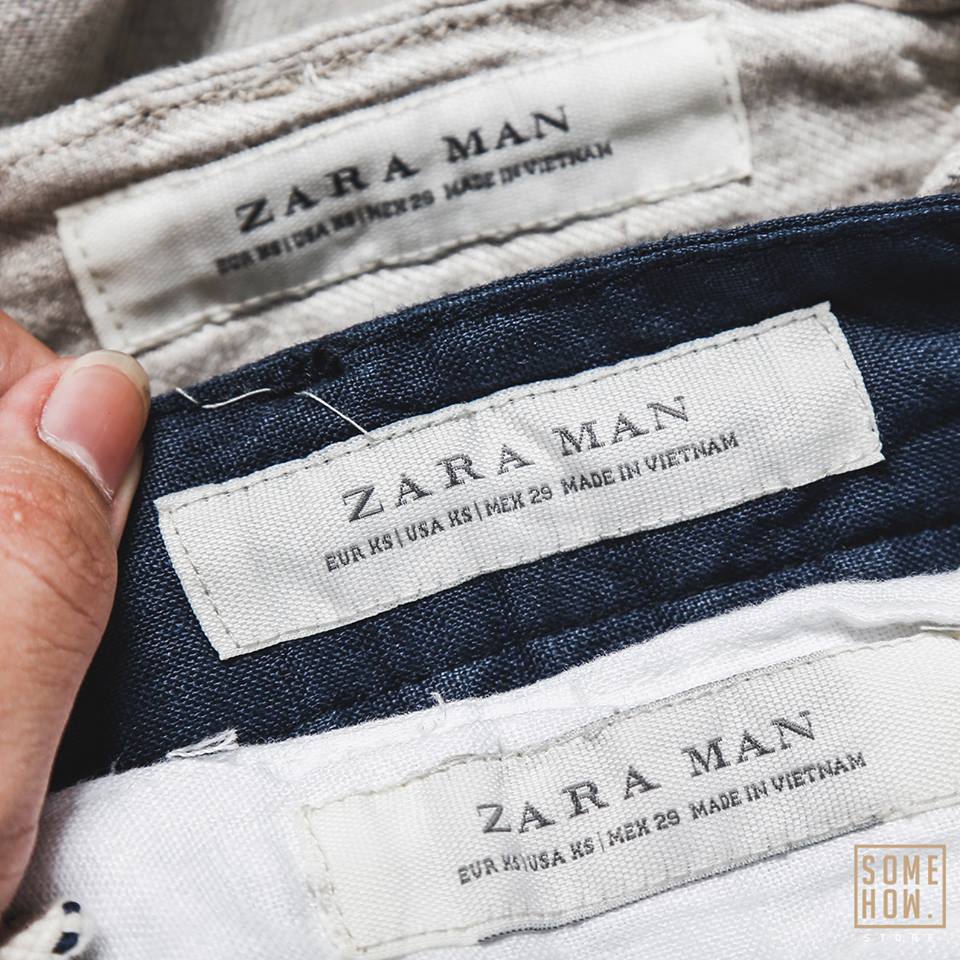 ZARA MAN
EUR XS | USA XS | MEX 29 MADE IN VIETNAM
ZARA MAN
EUR XS | USA XS | MEX 29 MADE IN VIETNAM
ZARA MAN
EUR XS | USA XS | MEX 29 MADE IN VIETNAM
SOME
HOW.
STORE